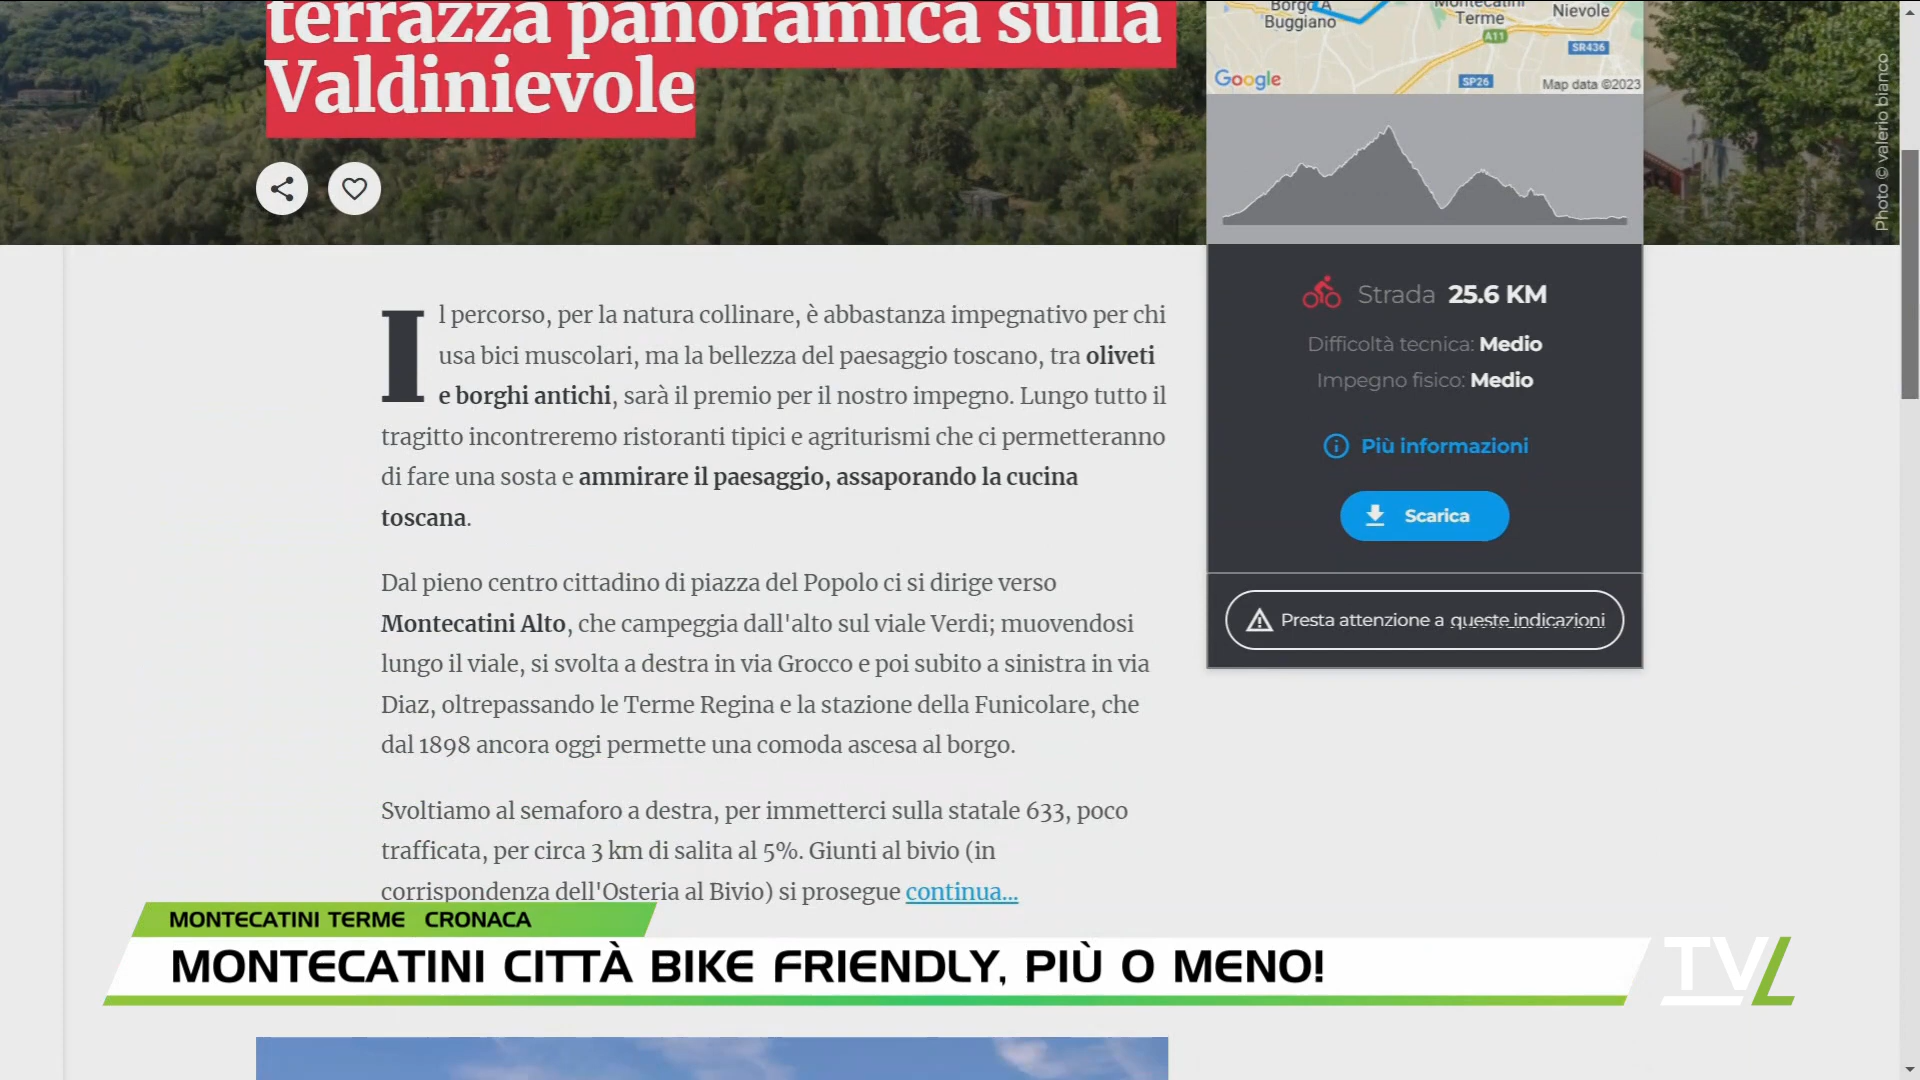 terrazza panoramica sulla
Valdinievole
Borgo A
Buggiano
Montecatini
Terme
Nievole
A11
SR436
SP26
Google
Map data ©2023
Photo © valerio bianco
Strada 25.6 KM
Difficoltà tecnica: Medio
Impegno fisico: Medio
Più informazioni
Scarica
Presta attenzione a queste indicazioni
Il percorso, per la natura collinare, è abbastanza impegnativo per chi
usa bici muscolari, ma la bellezza del paesaggio toscano, tra oliveti
e borghi antichi, sarà il premio per il nostro impegno. Lungo tutto il
tragitto incontreremo ristoranti tipici e agriturismi che ci permetteranno
di fare una sosta e ammirare il paesaggio, assaporando la cucina
toscana.
Dal pieno centro cittadino di piazza del Popolo ci si dirige verso
Montecatini Alto, che campeggia dall'alto sul viale Verdi; muovendosi
lungo il viale, si svolta a destra in via Grocco e poi subito a sinistra in via
Diaz, oltrepassando le Terme Regina e la stazione della Funicolare, che
dal 1898 ancora oggi permette una comoda ascesa al borgo.
Svoltiamo al semaforo a destra, per immetterci sulla statale 633, poco
trafficata, per circa 3 km di salita al 5%. Giunti al bivio (in
corrispondenza dell'Osteria al Bivio) si prosegue continua...
MONTECATINI TERME CRONACA
MONTECATINI CITTÀ BIKE FRIENDLY, PIÙ O MENO!
TVL